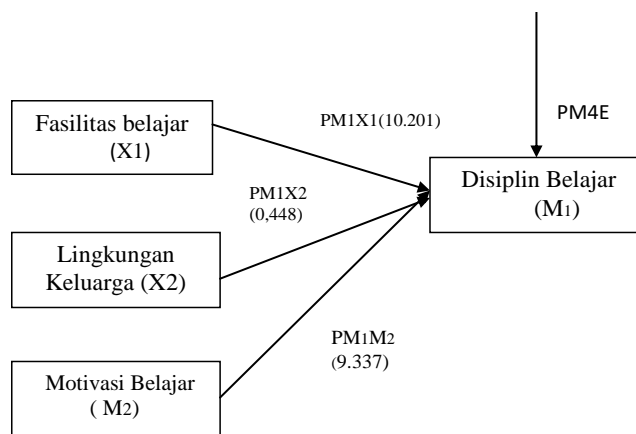 PM4E
PM1X1(10.201)
Fasilitas belajar
(X1)
Disiplin Belajar
(M1)
PM1X2
(0,448)
Lingkungan
Keluarga (X2)
PM1M2
(9.337)
Motivasi Belajar
( M2)